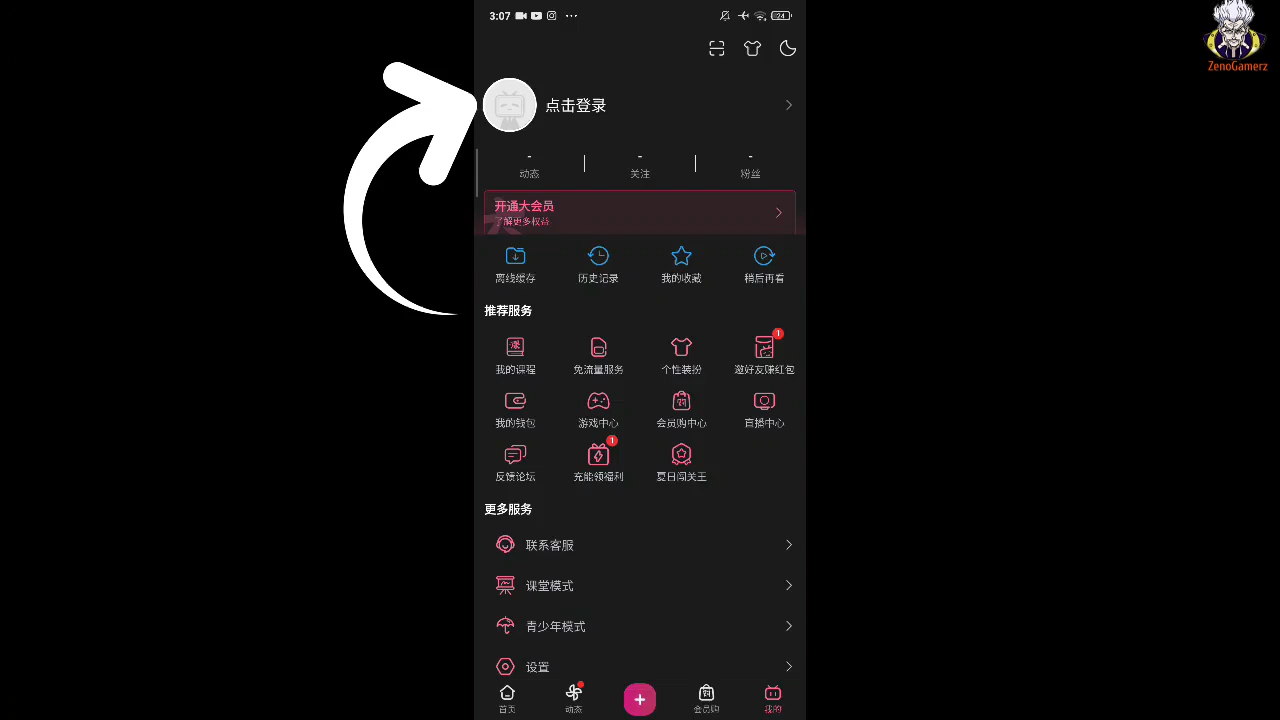 3:07
24
ZenoGamerz
点击登录
- - -
动态 关注 粉丝
开通大会员
了解更多权益
离线缓存 历史记录 我的收藏 稍后再看
推荐服务
1
我的课程 免流量服务 个性装扮 邀好友赚红包
我的钱包 游戏中心 会员购中心 直播中心
1
反馈论坛 充能领福利 夏日闯关王
更多服务
联系客服
课堂模式
青少年模式
设置
首页 动态 + 会员购 我的